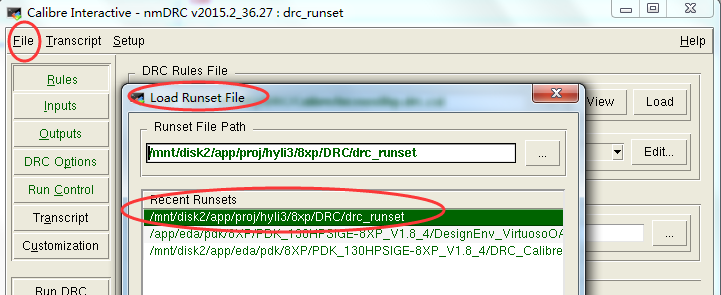 Calibre Interactive - nmDRC v2015.2_36.27 : drc_runset
File Transcript Setup Help
Rules
Inputs
Outputs
DRC Options
Run Control
Transcript
Customization
Run DRC
DRC Rules File
View Load
Edit...
...
Load Runset File
Runset File Path
/mnt/disk2/app/proj/hyli3/8xp/DRC/drc_runset ...
Recent Runsets
/mnt/disk2/app/proj/hyli3/8xp/DRC/drc_runset
/app/eda/pdk/8XP/PDK_130HPSIGE-8XP_V1.8_4/DesignEnv_VirtuosoOA
/mnt/disk2/app/eda/pdk/8XP/PDK_130HPSIGE-8XP_V1.8_4/DRC_Calibre